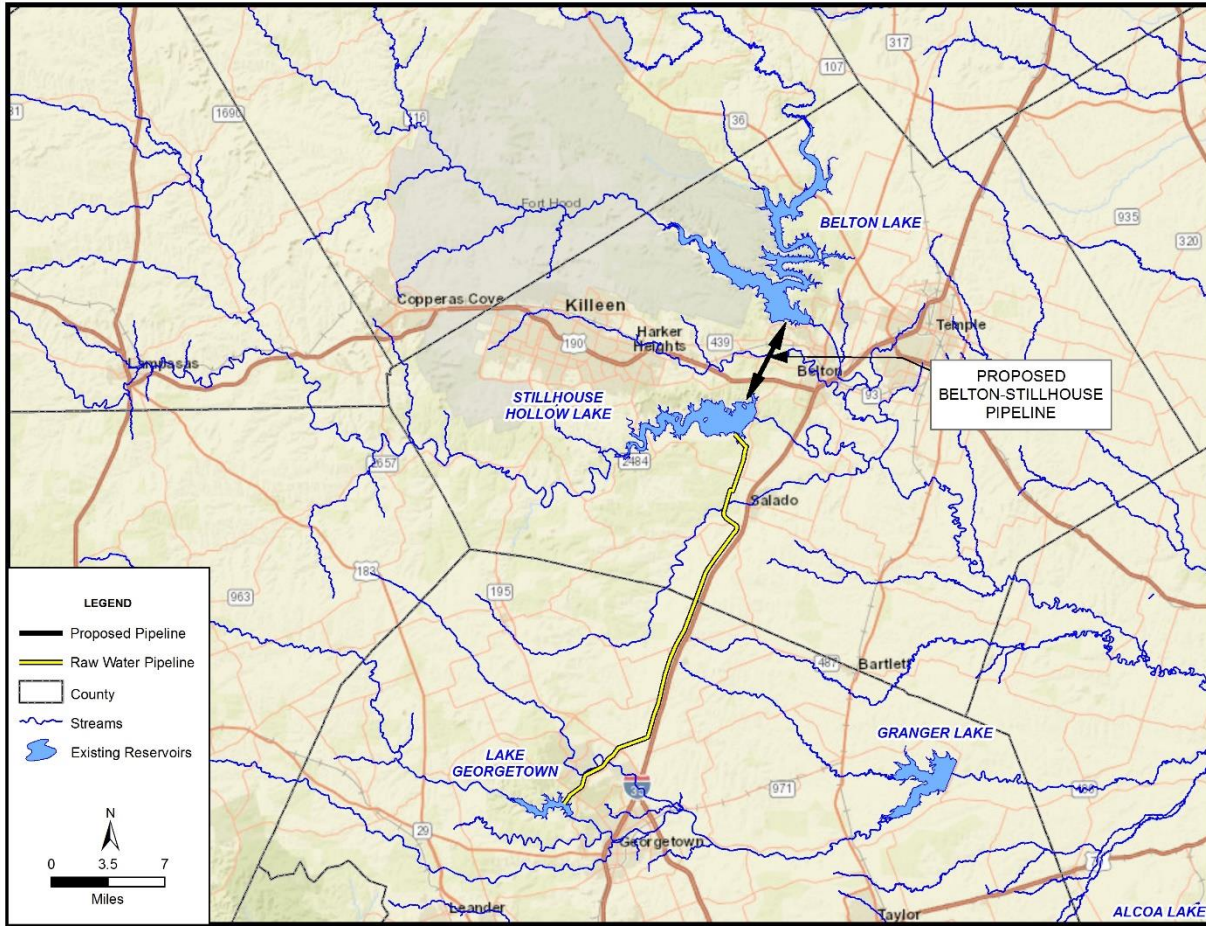 317
107
1690
116
36
Fort Hood
BELTON LAKE
935
320
Copperas Cove
Killeen
Harker
Heights
190
439
Temple
Lampasas
Belton
93
PROPOSED
BELTON-STILLHOUSE
PIPELINE
STILLHOUSE
HOLLOW LAKE
2657
2484
Salado
183
963
195
487
Bartlett
GRANGER LAKE
LAKE
GEORGETOWN
971
29
Georgetown
Leander
Taylor
ALCOA LAKE
LEGEND
Proposed Pipeline
Raw Water Pipeline
County
Streams
Existing Reservoirs
N
0 3.5 7
Miles